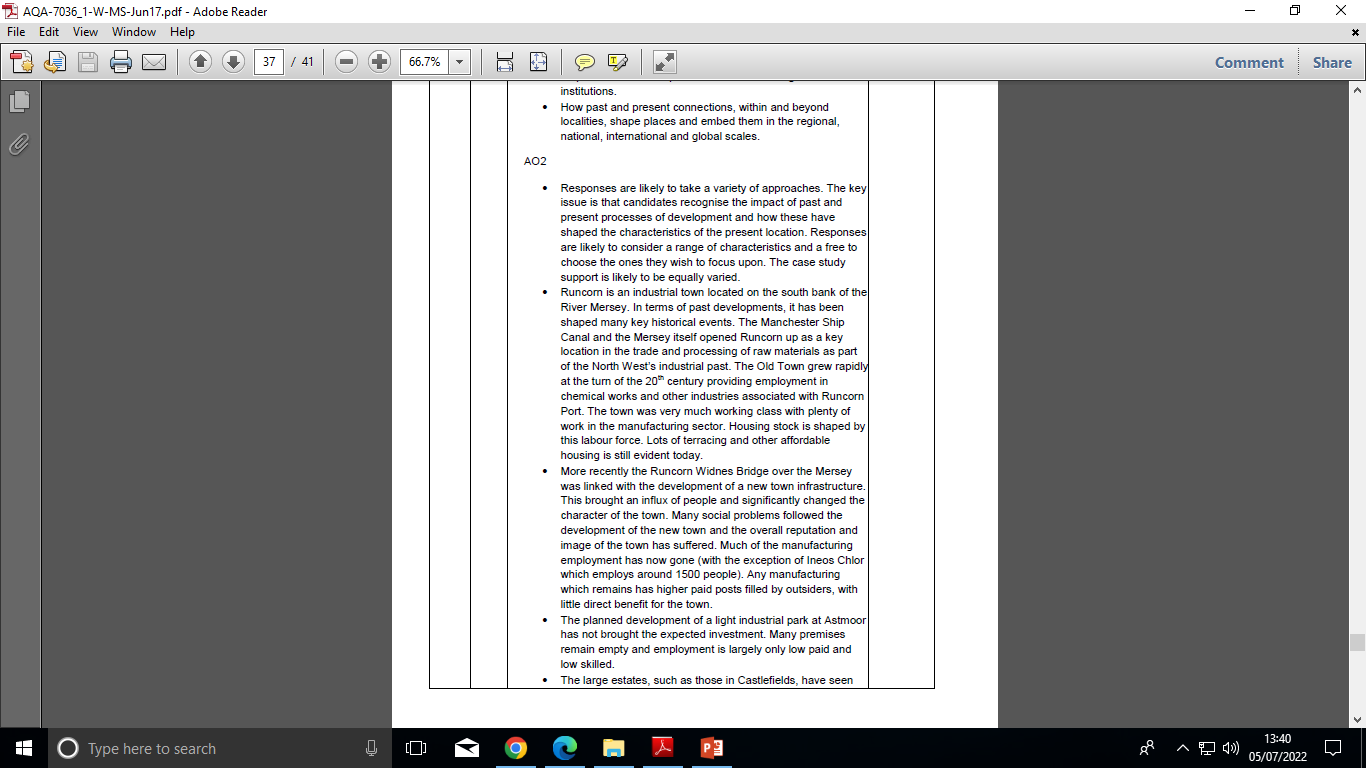 AQA-7036_1-W-MS-Jun17.pdf - Adobe Reader
File Edit View Window Help
37 / 41 66.7% Comment Share
institutions.
• How past and present connections, within and beyond
localities, shape places and embed them in the regional,
national, international and global scales.
AO2
• Responses are likely to take a variety of approaches. The key
issue is that candidates recognise the impact of past and
present processes of development and how these have
shaped the characteristics of the present location. Responses
are likely to consider a range of characteristics and a free to
choose the ones they wish to focus upon. The case study
support is likely to be equally varied.
• Runcorn is an industrial town located on the south bank of the
River Mersey. In terms of past developments, it has been
shaped many key historical events. The Manchester Ship
Canal and the Mersey itself opened Runcorn up as a key
location in the trade and processing of raw materials as part
of the North West's industrial past. The Old Town grew rapidly
at the turn of the 20th century providing employment in
chemical works and other industries associated with Runcorn
Port. The town was very much working class with plenty of
work in the manufacturing sector. Housing stock is shaped by
this labour force. Lots of terracing and other affordable
housing is still evident today.
• More recently the Runcorn Widnes Bridge over the Mersey
was linked with the development of a new town infrastructure.
This brought an influx of people and significantly changed the
character of the town. Many social problems followed the
development of the new town and the overall reputation and
image of the town has suffered. Much of the manufacturing
employment has now gone (with the exception of Ineos Chlor
which employs around 1500 people). Any manufacturing
which remains has higher paid posts filled by outsiders, with
little direct benefit for the town.
• The planned development of a light industrial park at Astmoor
has not brought the expected investment. Many premises
remain empty and employment is largely only low paid and
low skilled.
• The large estates, such as those in Castlefields, have seen
Type here to search
13:40
05/07/2022